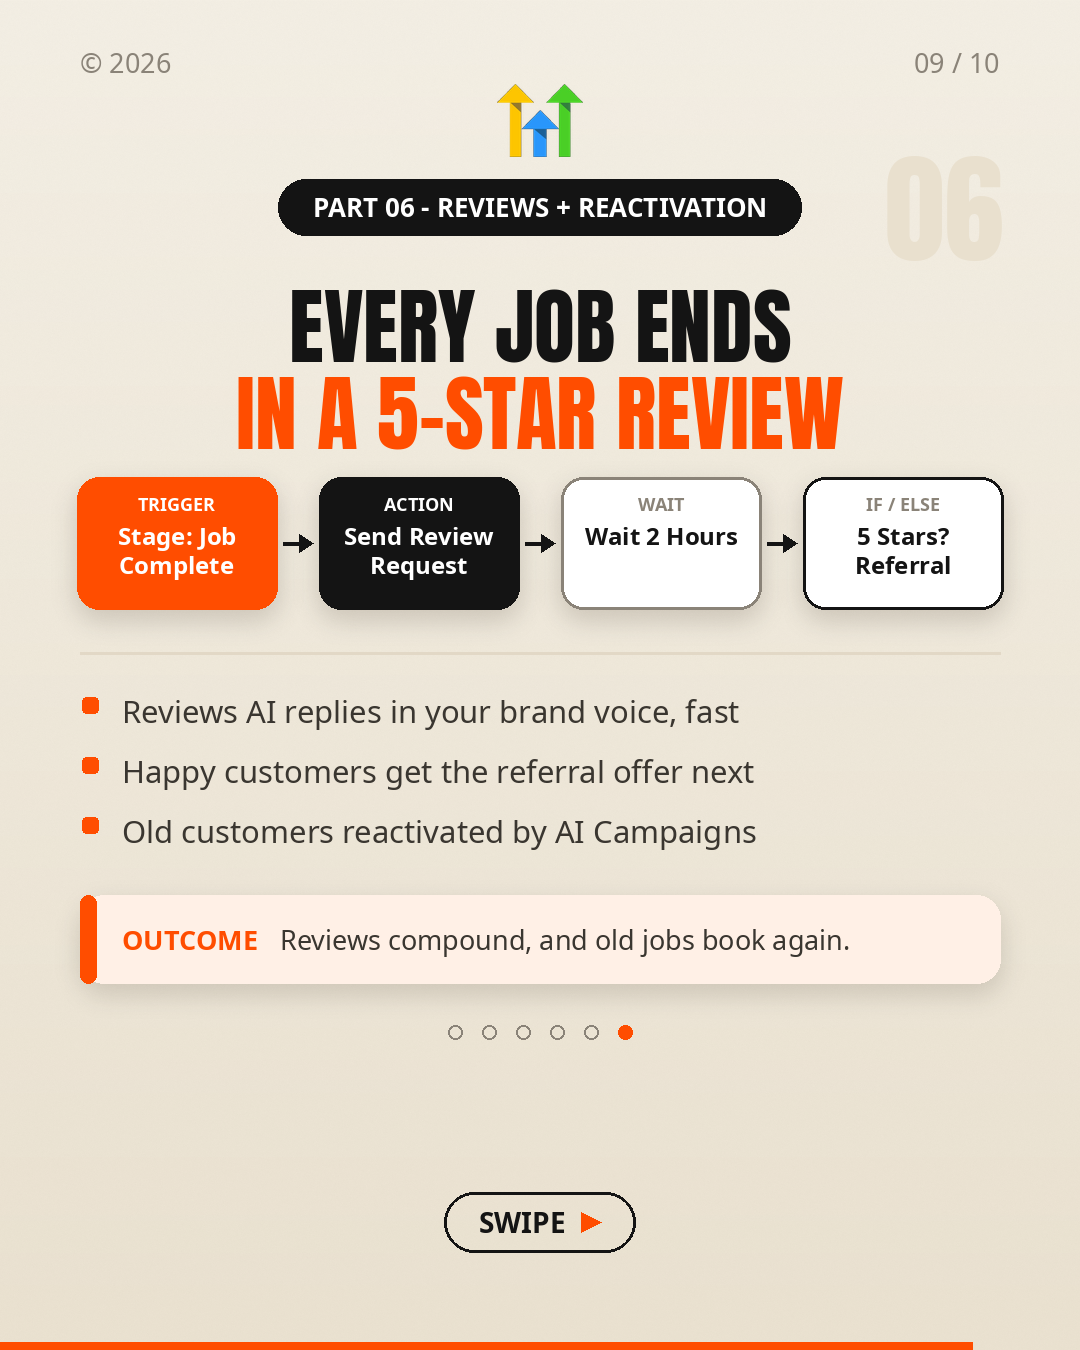 © 2026
09 / 10
PART 06 - REVIEWS + REACTIVATION
06
EVERY JOB ENDS
IN A 5-STAR REVIEW
TRIGGER
Stage: Job
Complete
ACTION
Send Review
Request
WAIT
Wait 2 Hours
IF / ELSE
5 Stars?
Referral
Reviews AI replies in your brand voice, fast
Happy customers get the referral offer next
Old customers reactivated by AI Campaigns
OUTCOME Reviews compound, and old jobs book again.
SWIPE